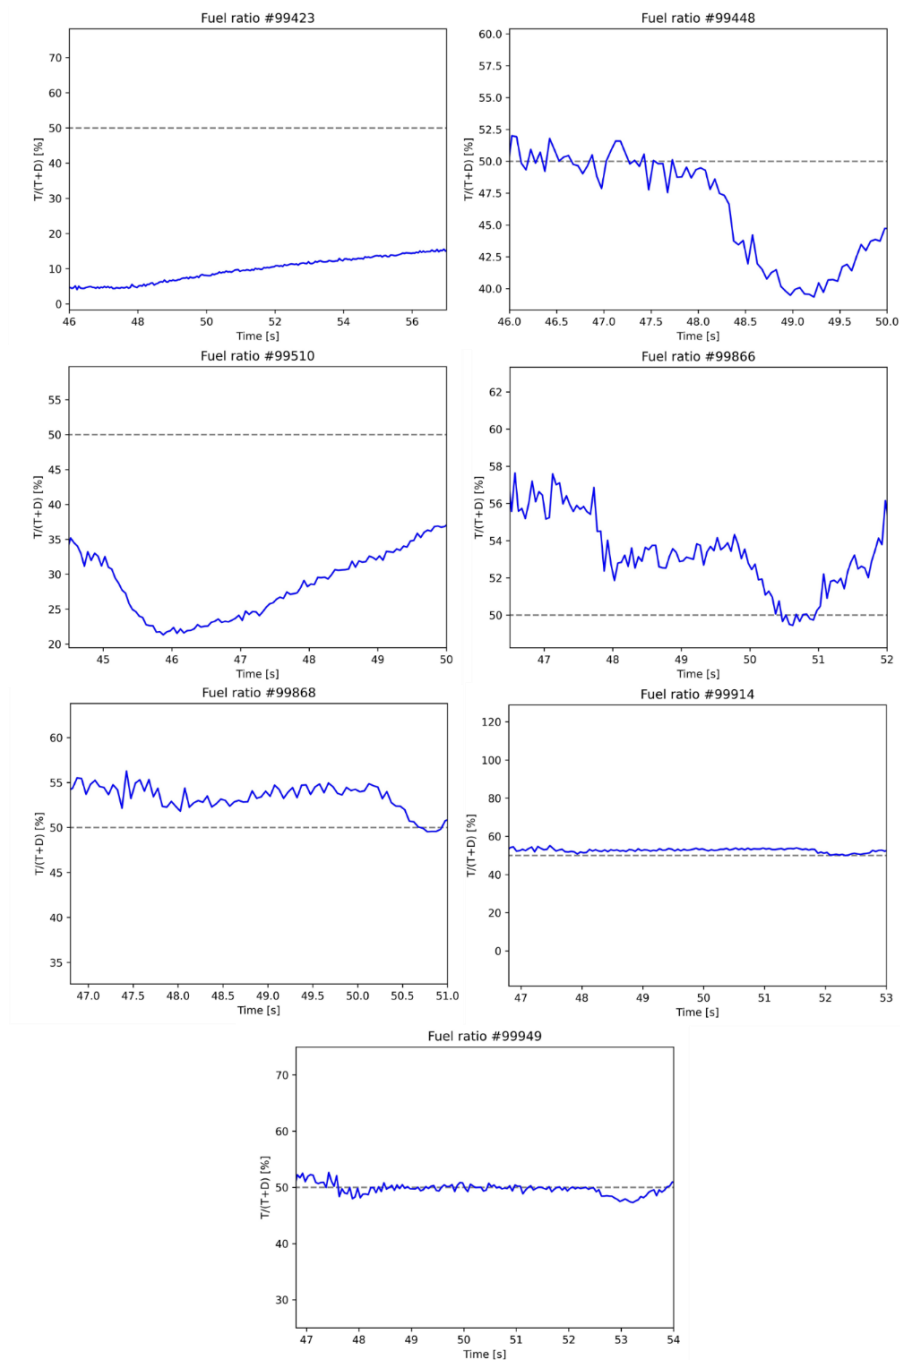 Fuel ratio #99423
T/(T+D) [%]
70
60
50
40
30
20
10
0
46 48 50 52 54 56
Time [s]
Fuel ratio #99448
T/(T+D) [%]
60.0
57.5
55.0
52.5
50.0
47.5
45.0
42.5
40.0
46.0 46.5 47.0 47.5 48.0 48.5 49.0 49.5 50.0
Time [s]
Fuel ratio #99510
T/(T+D) [%]
55
50
45
40
35
30
25
20
45 46 47 48 49 50
Time [s]
Fuel ratio #99866
T/(T+D) [%]
62
60
58
56
54
52
50
47 48 49 50 51 52
Time [s]
Fuel ratio #99868
T/(T+D) [%]
60
55
50
45
40
35
47.0 47.5 48.0 48.5 49.0 49.5 50.0 50.5 51.0
Time [s]
Fuel ratio #99914
T/(T+D) [%]
120
100
80
60
40
20
0
47 48 49 50 51 52 53
Time [s]
Fuel ratio #99949
T/(T+D) [%]
70
60
50
40
30
47 48 49 50 51 52 53 54
Time [s]